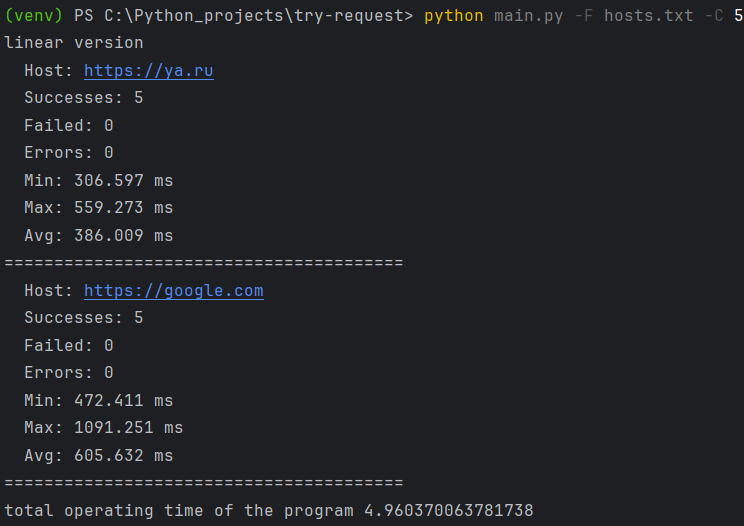 (venv) PS C:\Python_projects\try-request> python main.py -F hosts.txt -C 5
linear version
Host: https://ya.ru
Successes: 5
Failed: 0
Errors: 0
Min: 306.597 ms
Max: 559.273 ms
Avg: 386.009 ms
========================================
Host: https://google.com
Successes: 5
Failed: 0
Errors: 0
Min: 472.411 ms
Max: 1091.251 ms
Avg: 605.632 ms
========================================
total operating time of the program 4.960370063781738